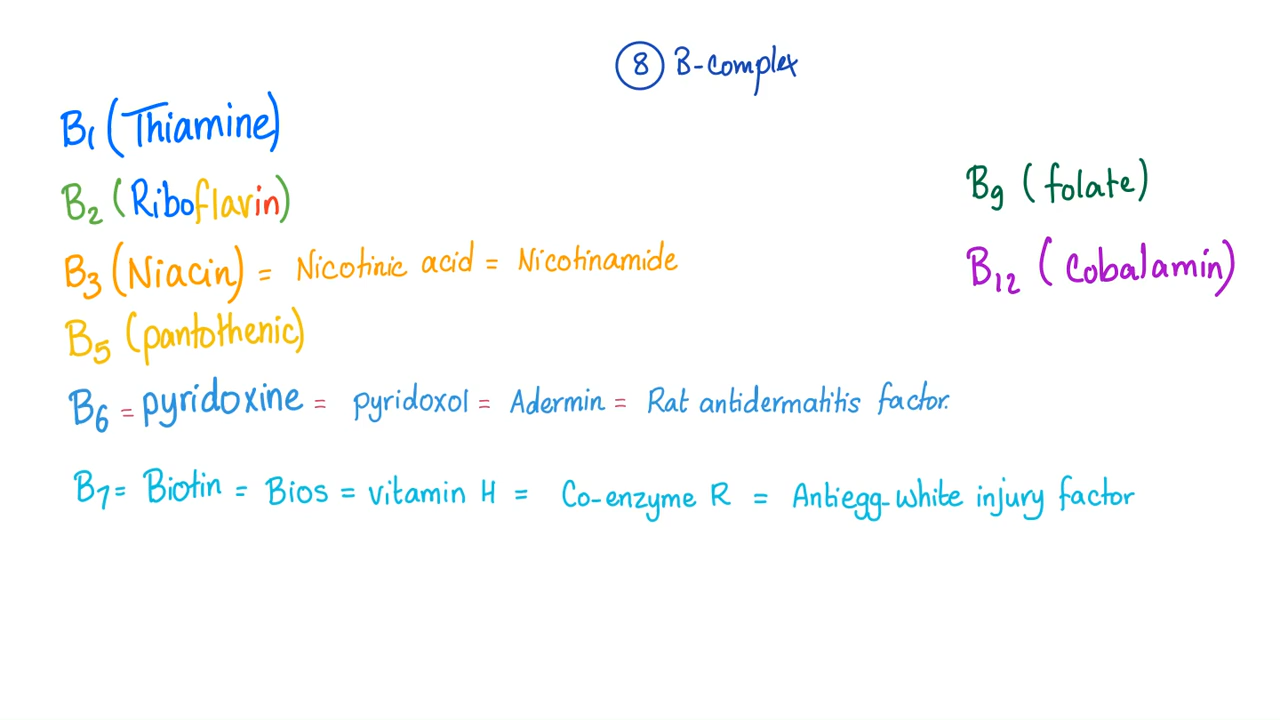 8 B-complex
B1 (Thiamine)
B2 (Riboflavin)
B3 (Niacin) = Nicotinic acid = Nicotinamide
B5 (pantothenic)
B6 = pyridoxine = pyridoxol = Adermin = Rat antidermatitis factor.
B7 = Biotin = Bios = vitamin H = Co-enzyme R = Antiegg-white injury factor
B9 (folate)
B12 (Cobalamin)